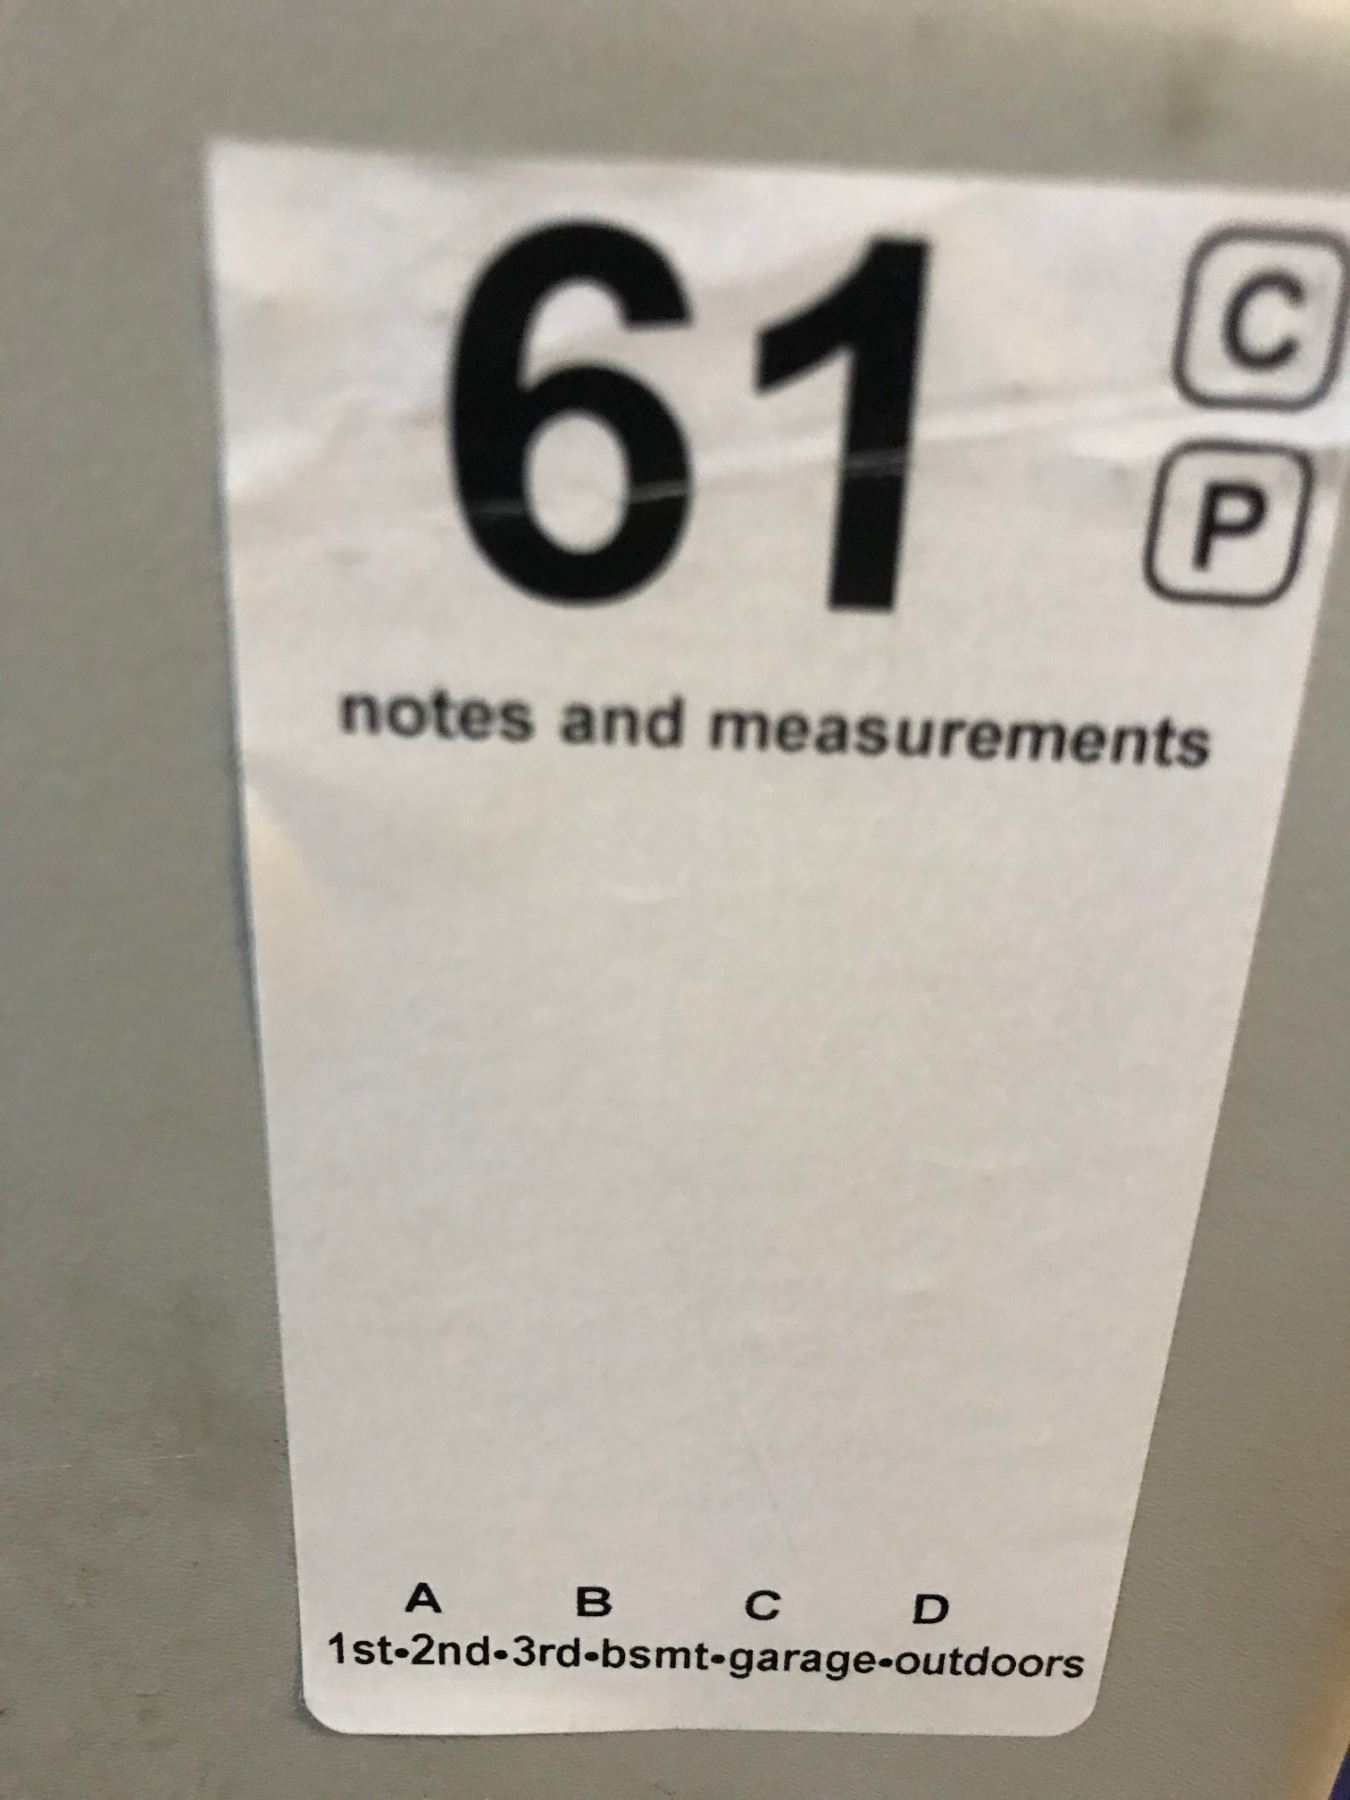 61
C
P
notes and measurements
A B C D
1st•2nd•3rd•bsmt•garage•outdoors